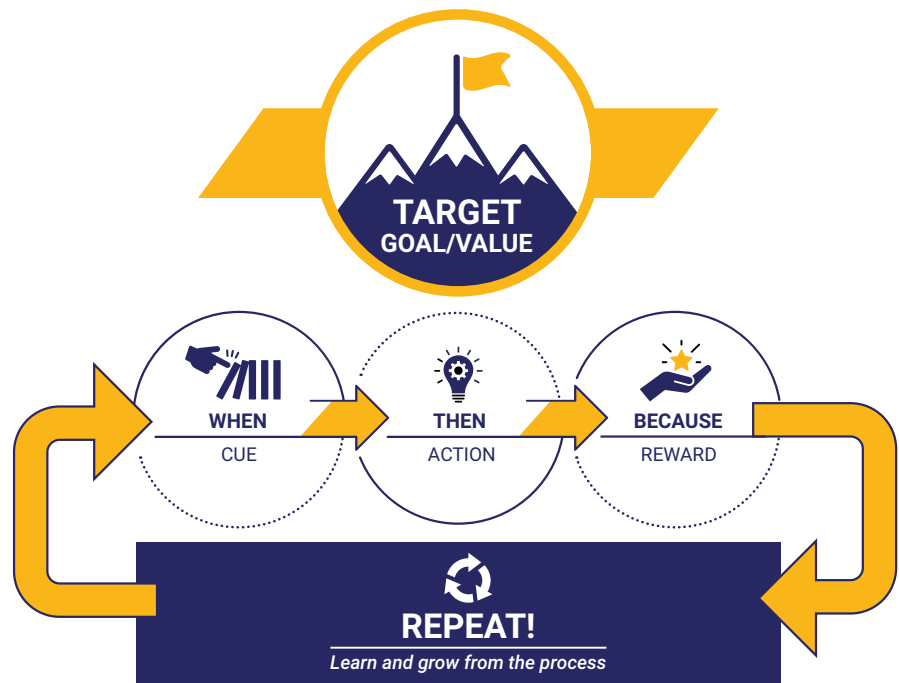 TARGET
GOAL/VALUE
WHEN
CUE
THEN
ACTION
BECAUSE
REWARD
REPEAT!
Learn and grow from the process